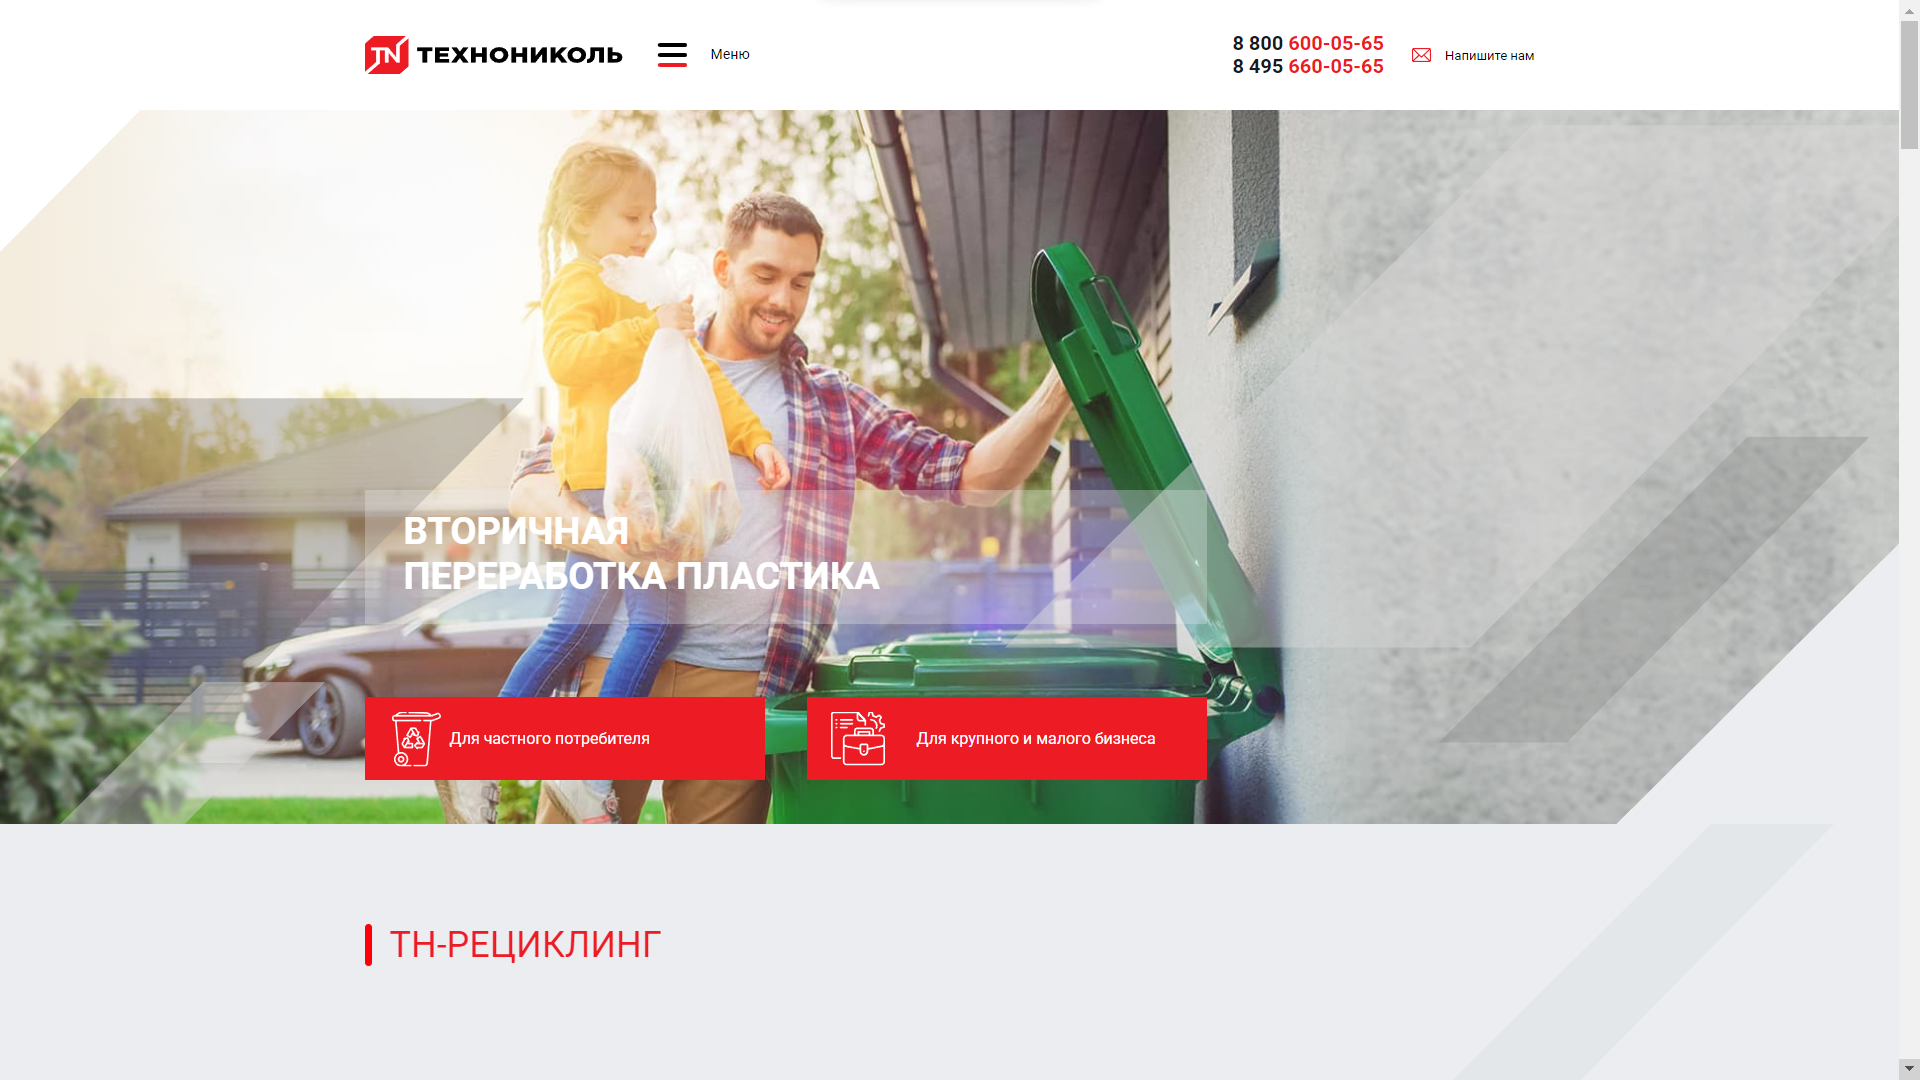 ТЕХНОНИКОЛЬ
Меню
8 800 600-05-65
8 495 660-05-65
Напишите нам
ВТОРИЧНАЯ
ПЕРЕРАБОТКА ПЛАСТИКА
Для частного потребителя
Для крупного и малого бизнеса
ТН-РЕЦИКЛИНГ